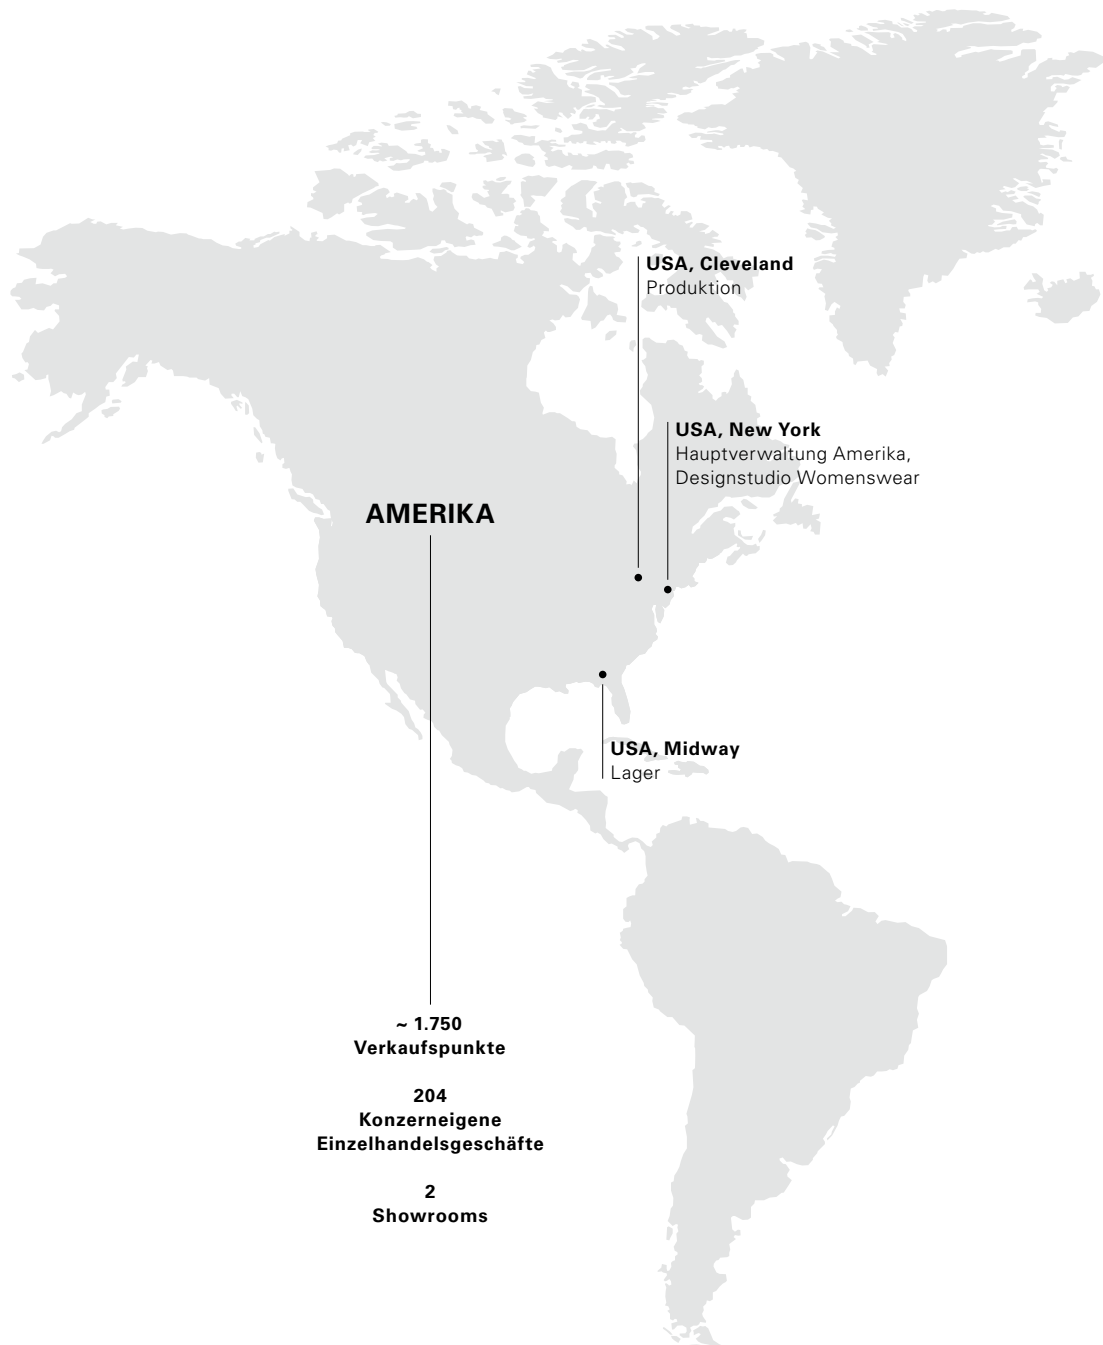 USA, Cleveland
Produktion
USA, New York
Hauptverwaltung Amerika,
Designstudio Womenswear
AMERIKA
USA, Midway
Lager
~ 1.750
Verkaufspunkte
204
Konzerneigene
Einzelhandelsgeschäfte
2
Showrooms